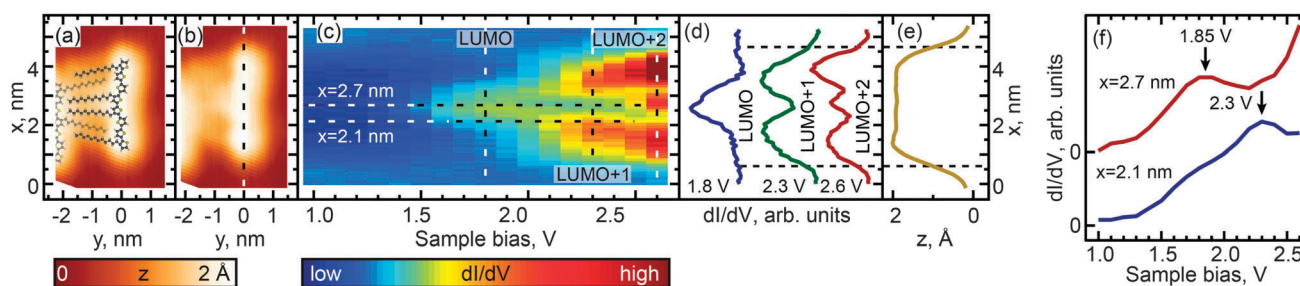 (a)
(b)
(c)
LUMO
LUMO+2
x=2.7 nm
x=2.1 nm
LUMO+1
(d)
LUMO
LUMO+1
LUMO+2
1.8 V
2.3 V
2.6 V
(e)
(f)
1.85 V
x=2.7 nm
2.3 V
x=2.1 nm
x, nm
4
2
0
-2 -1 0 1
y, nm
-2 -1 0 1
y, nm
1.0 1.5 2.0 2.5
Sample bias, V
dI/dV, arb. units
2 0
z, Å
4
2
0
x, nm
dI/dV, arb. units
0
0
1.0 1.5 2.0 2.5
Sample bias, V
0 z 2 Å
low dI/dV high